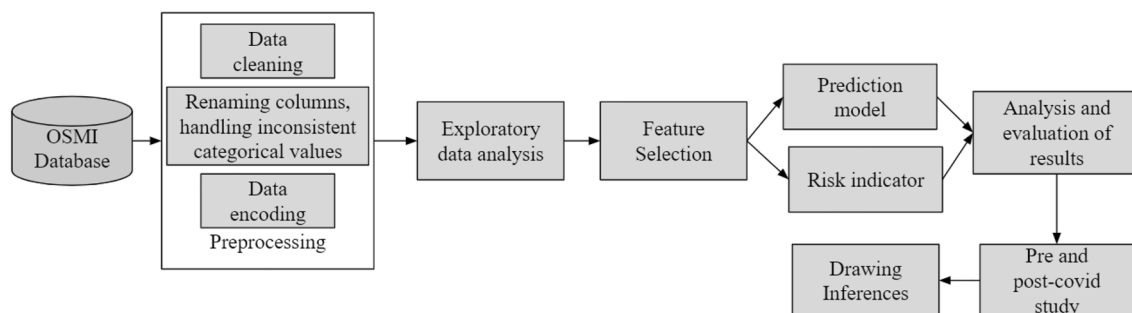 OSMI
Database
Data
cleaning
Renaming columns,
handling inconsistent
categorical values
Data
encoding
Preprocessing
Exploratory
data analysis
Feature
Selection
Prediction
model
Risk indicator
Analysis and
evaluation of
results
Pre and
post-covid
study
Drawing
Inferences